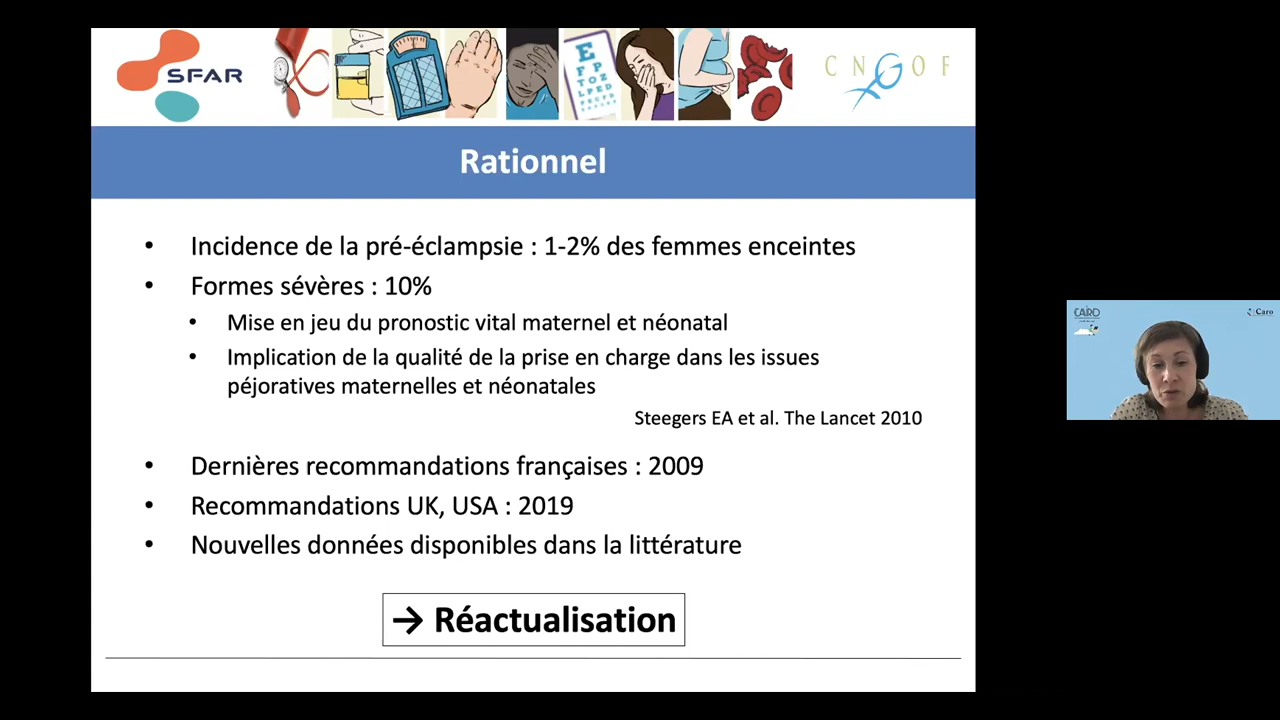 SFAR
CNGOF
E
F P
T O Z
L P E D
Rationnel
• Incidence de la pré-éclampsie : 1-2% des femmes enceintes
• Formes sévères : 10%
• Mise en jeu du pronostic vital maternel et néonatal
• Implication de la qualité de la prise en charge dans les issues
péjoratives maternelles et néonatales
Steegers EA et al. The Lancet 2010
• Dernières recommandations françaises : 2009
• Recommandations UK, USA : 2019
• Nouvelles données disponibles dans la littérature
→ Réactualisation
CAIRO
Caro